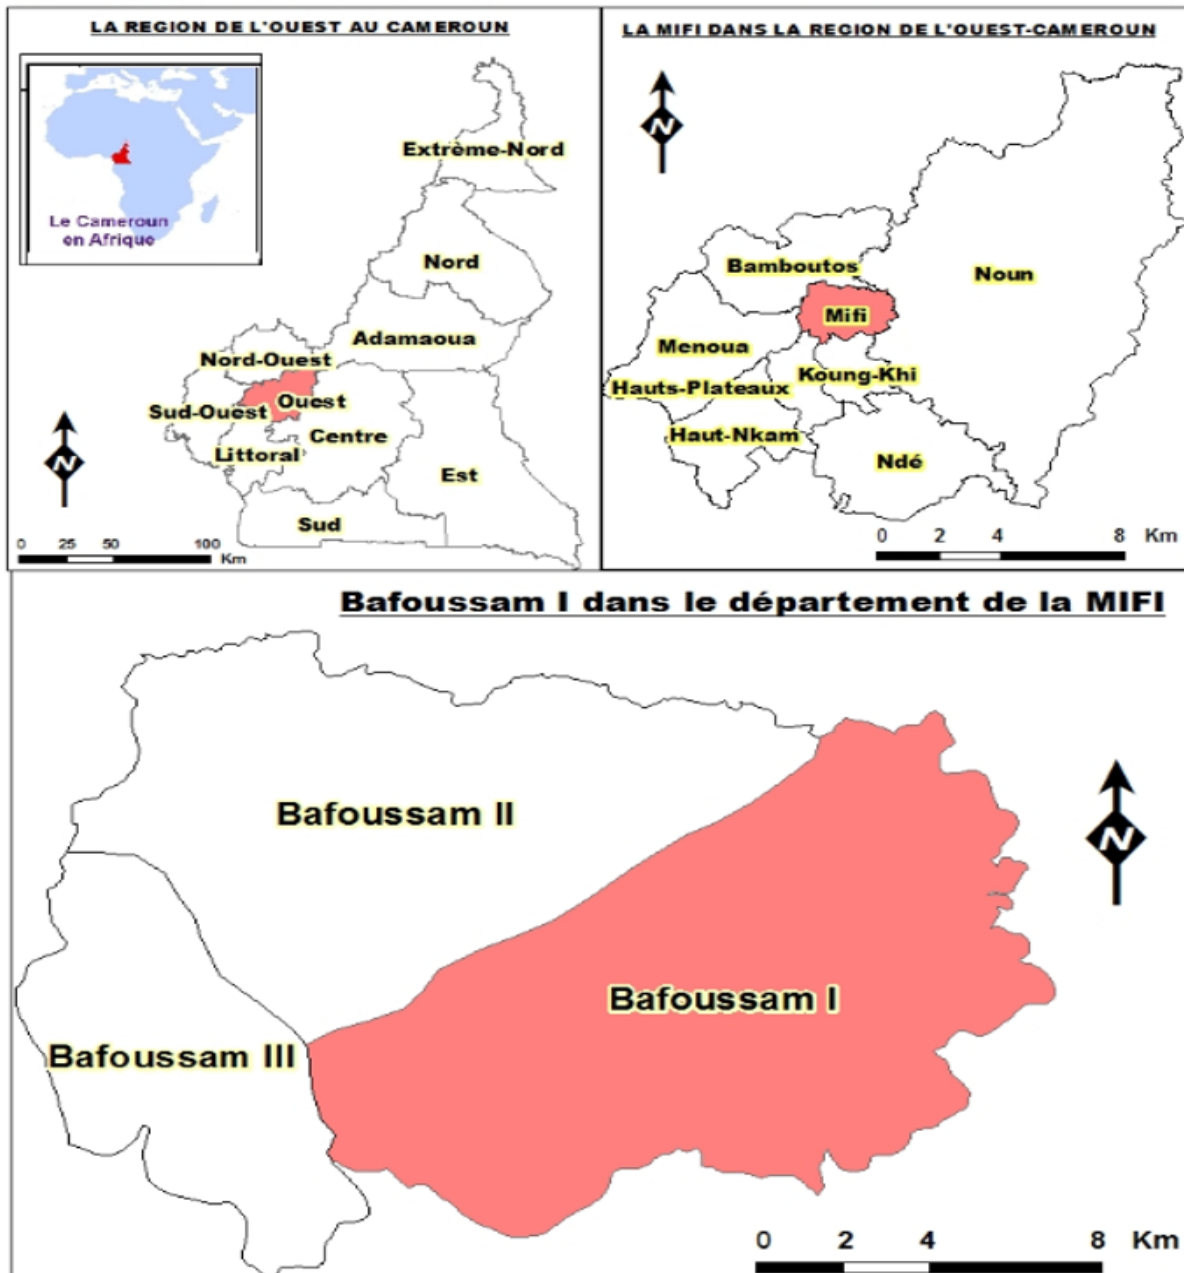 LA REGION DE L'OUEST AU CAMEROUN
Le Cameroun
en Afrique
N
Extrème-Nord
Nord
Adamaoua
Nord-Ouest
Ouest
Sud-Ouest
Centre
Littoral
Est
Sud
0 25 50 100
Km
LA MIFI DANS LA REGION DE L'OUEST-CAMEROUN
N
Bamboutos
Noun
Mifi
Menoua
Koung-Khi
Hauts-Plateaux
Haut-Nkam
Ndé
0 2 4 8 Km
Bafoussam I dans le département de la MIFI
Bafoussam II
N
Bafoussam I
Bafoussam III
0 2 4 8 Km